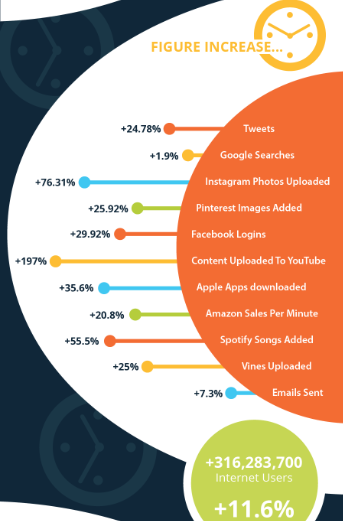 FIGURE INCREASE...
+24.78% Tweets
+1.9% Google Searches
+76.31% Instagram Photos Uploaded
+25.92% Pinterest Images Added
+29.92% Facebook Logins
+197% Content Uploaded To YouTube
+35.6% Apple Apps downloaded
+20.8% Amazon Sales Per Minute
+55.5% Spotify Songs Added
+25% Vines Uploaded
+7.3% Emails Sent
+316,283,700
Internet Users
+11.6%